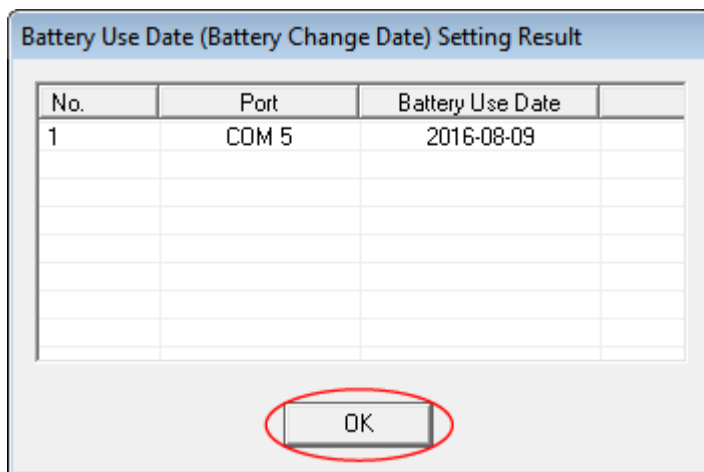 Battery Use Date (Battery Change Date) Setting Result
No. Port Battery Use Date
1 COM 5 2016-08-09
OK